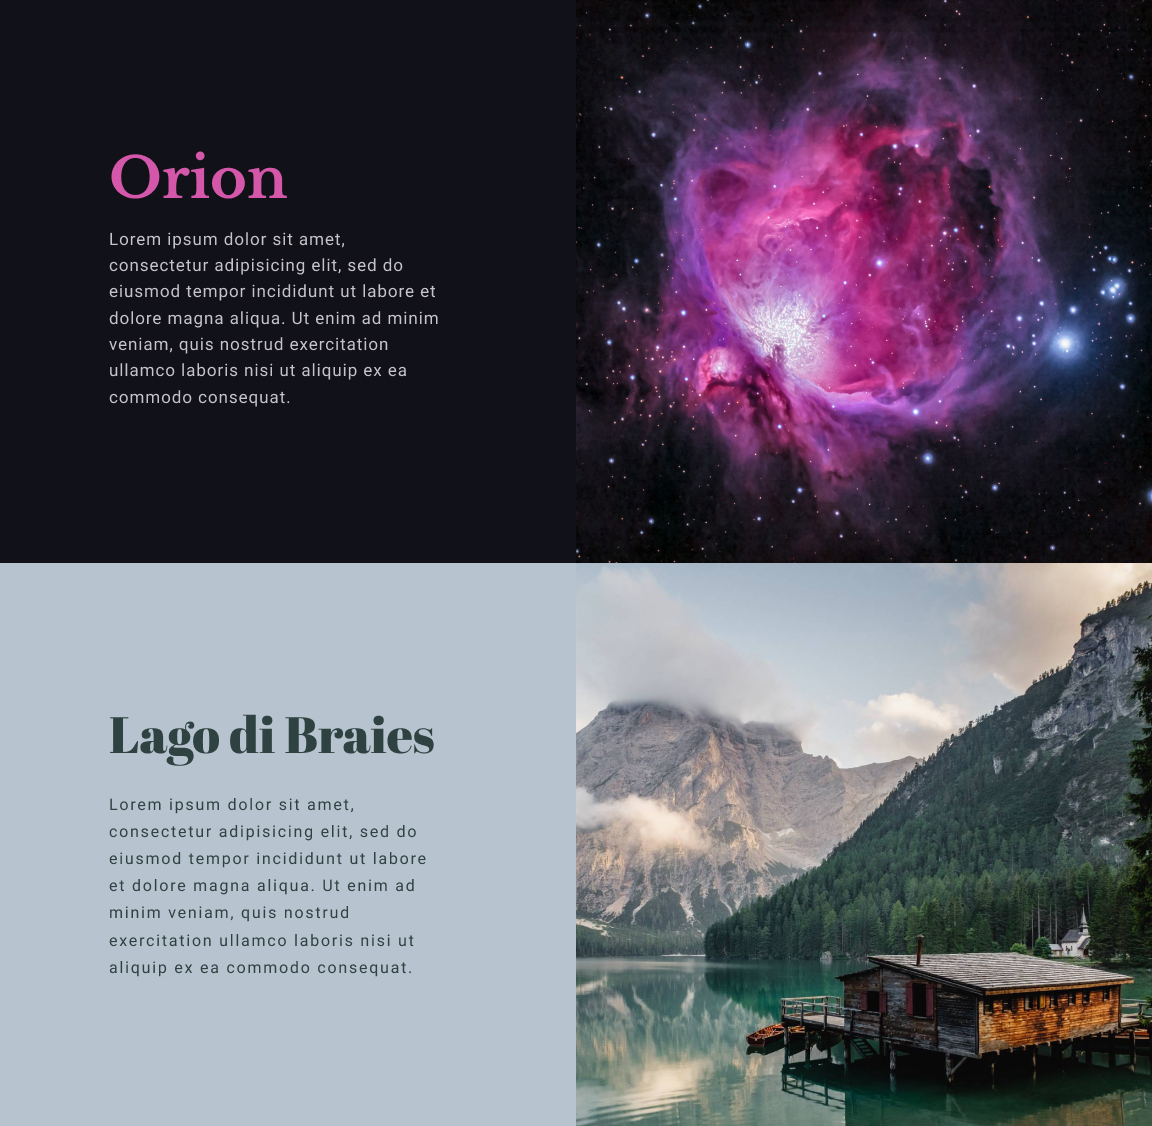 Orion
Lorem ipsum dolor sit amet,
consectetur adipisicing elit, sed do
eiusmod tempor incididunt ut labore et
dolore magna aliqua. Ut enim ad minim
veniam, quis nostrud exercitation
ullamco laboris nisi ut aliquip ex ea
commodo consequat.
Lago di Braies
Lorem ipsum dolor sit amet,
consectetur adipisicing elit, sed do
eiusmod tempor incididunt ut labore
et dolore magna aliqua. Ut enim ad
minim veniam, quis nostrud
exercitation ullamco laboris nisi ut
aliquip ex ea commodo consequat.